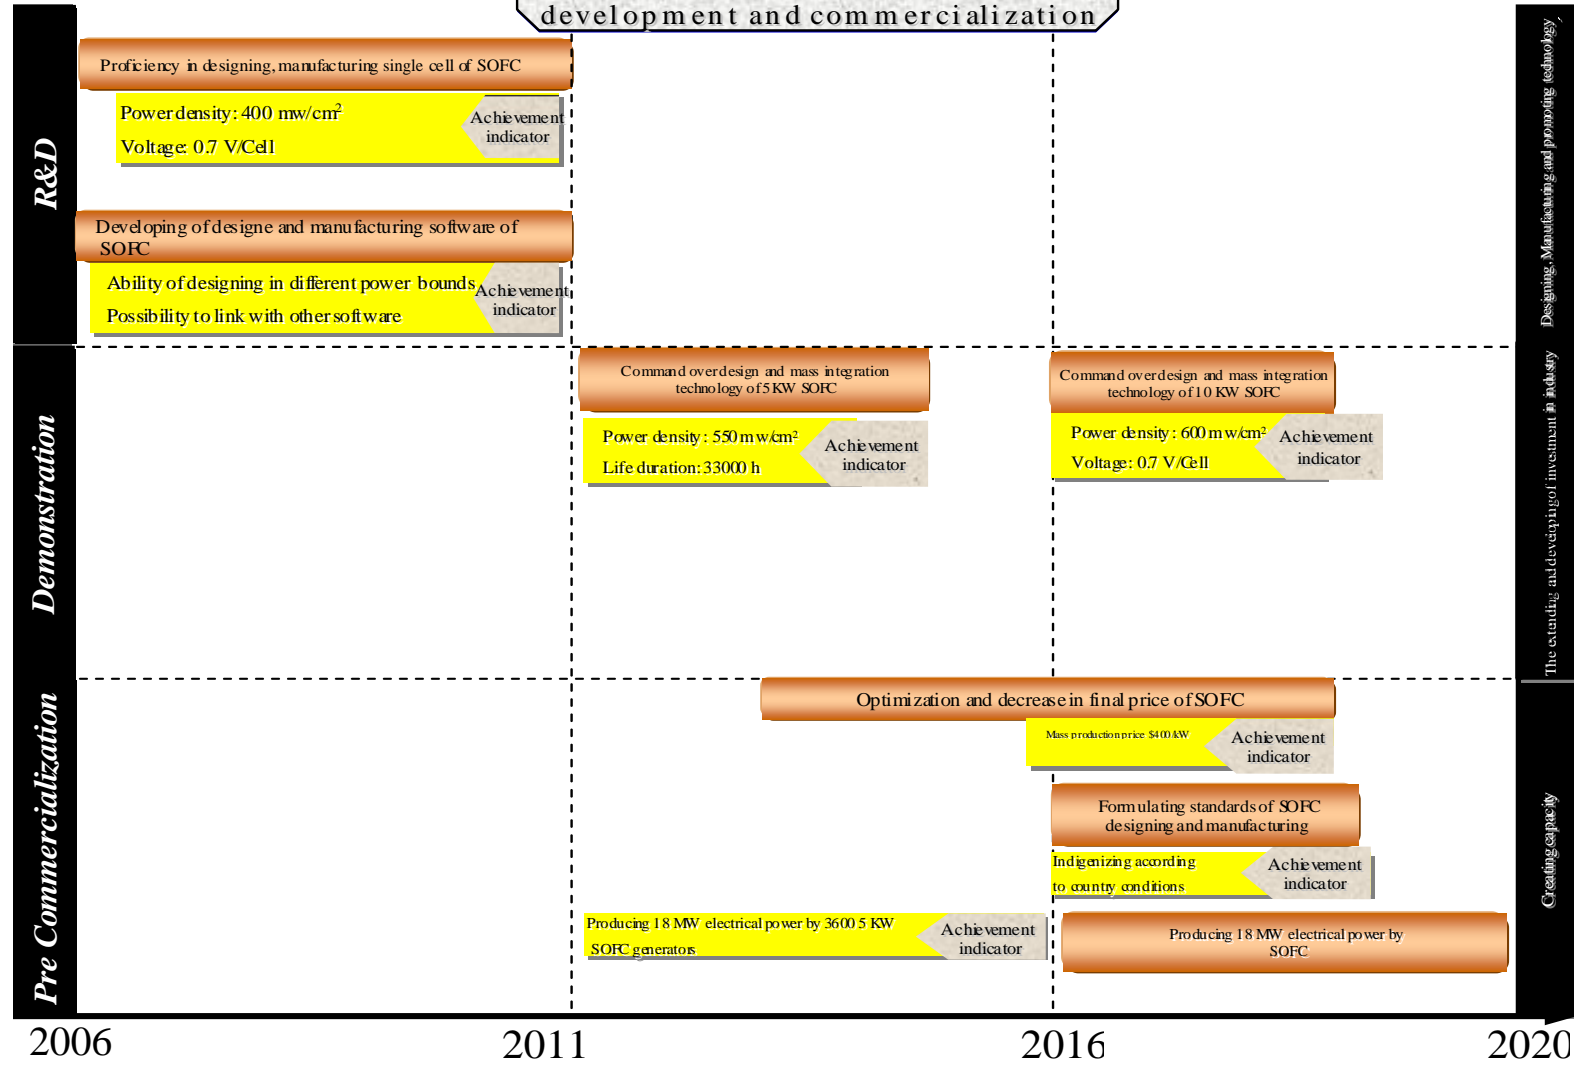 development and commercialization
R&D
Proficiency in designing, manufacturing single cell of SOFC
Power density: 400 mw/cm²
Voltage: 0.7 V/Cell
Achievement
indicator
Developing of designe and manufacturing software of
SOFC
Ability of designing in different power bounds
Possibility to link with other software
Achievement
indicator
Designing, Manufacturing and promoting technology,
Demonstration
Command over design and mass integration
technology of 5 KW SOFC
Power density: 550 mw/cm²
Life duration: 33000 h
Achievement
indicator
Command over design and mass integration
technology of 10 KW SOFC
Power density: 600 mw/cm²
Voltage: 0.7 V/Cell
Achievement
indicator
The extending and developing of investment in industry
Pre Commercialization
Optimization and decrease in final price of SOFC
Mass production price $400/kW
Achievement
indicator
Formulating standards of SOFC
designing and manufacturing
Indigenizing according
to country conditions
Achievement
indicator
Producing 18 MW electrical power by 3600 5 KW
SOFC generators
Achievement
indicator
Producing 18 MW electrical power by
SOFC
Creating capacity
2006
2011
2016
2020